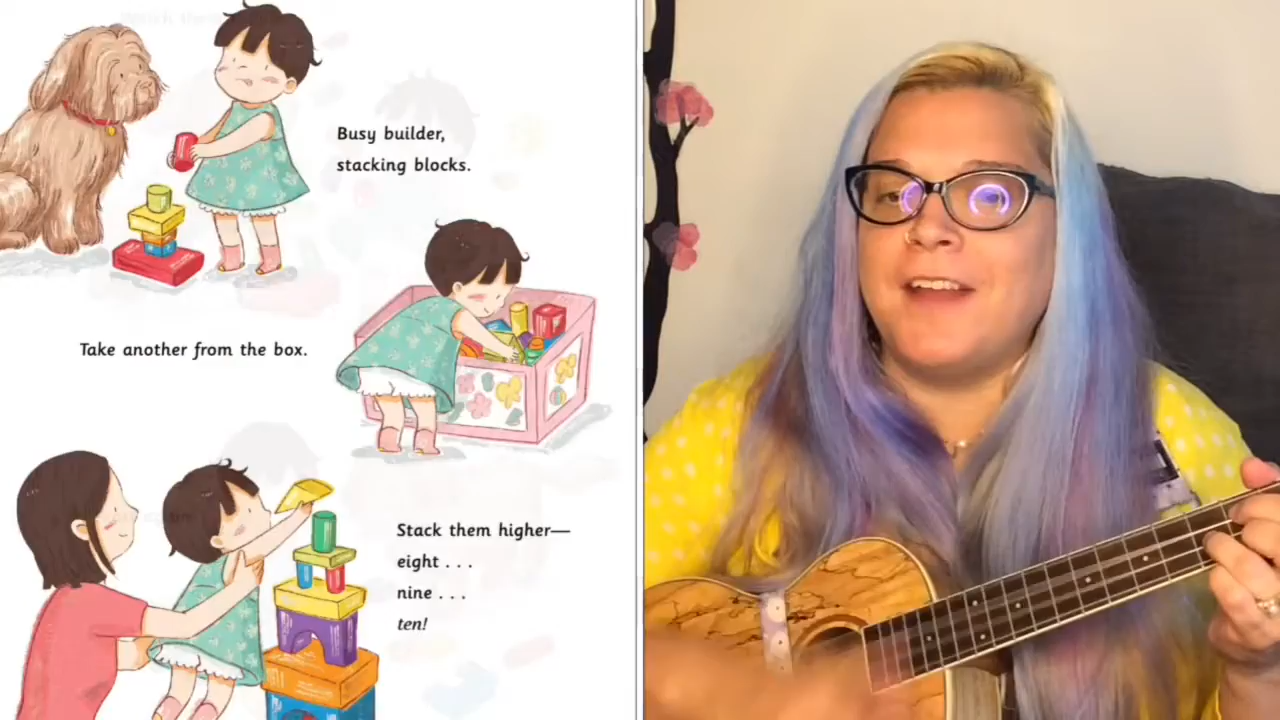 Busy builder,
stacking blocks.
Take another from the box.
Stack them higher—
eight . . .
nine . . .
ten!